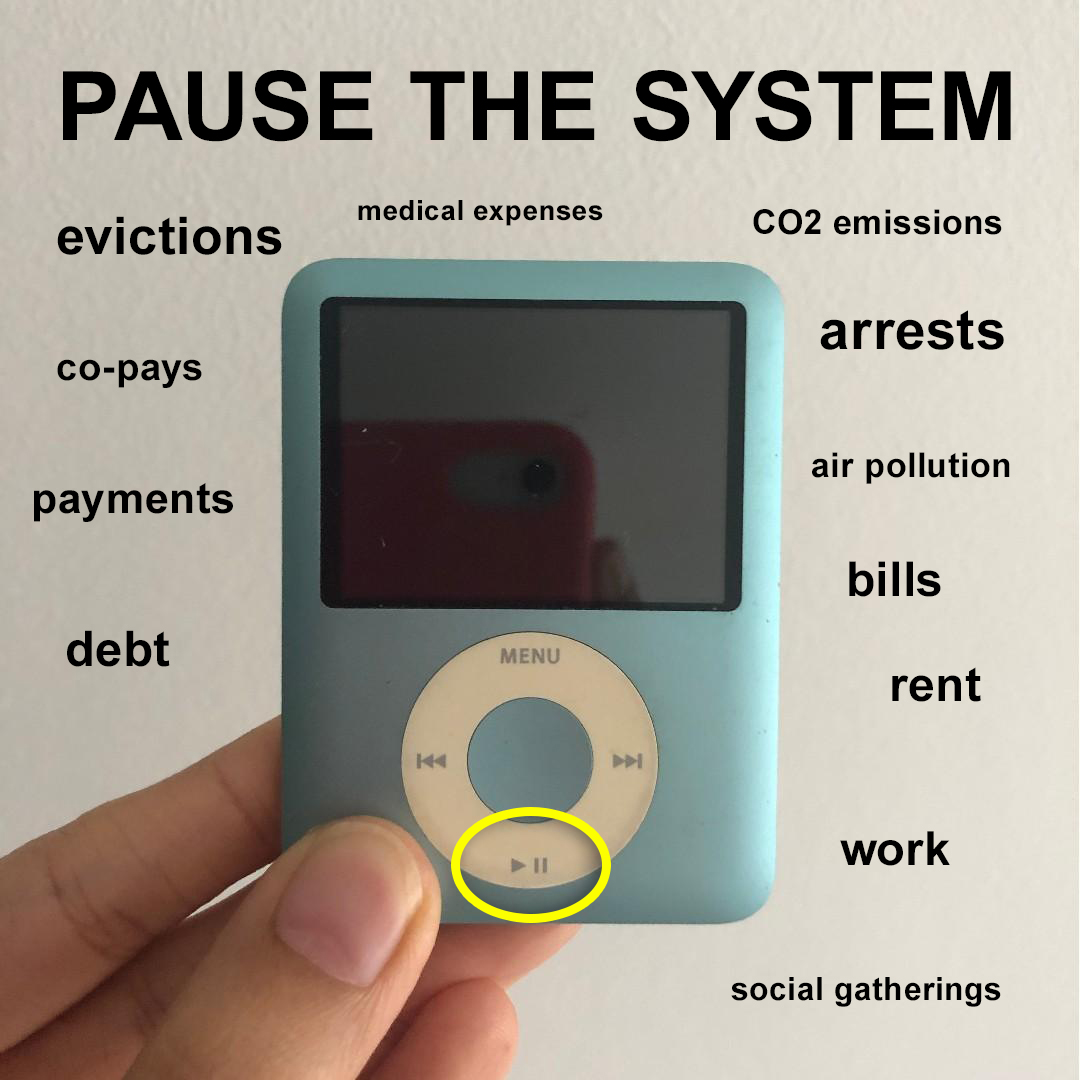 PAUSE THE SYSTEM
medical expenses
evictions
CO2 emissions
arrests
co-pays
air pollution
payments
bills
debt
MENU
rent
work
social gatherings